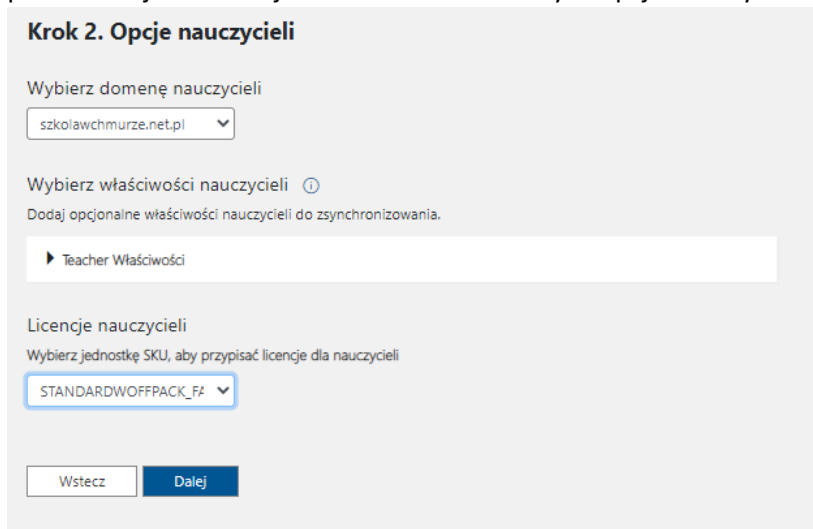 Krok 2. Opcje nauczycieli
Wybierz domenę nauczycieli
szkolawchmurze.net.pl
Wybierz właściwości nauczycieli
Dodaj opcjonalne właściwości nauczycieli do zsynchronizowania.
Teacher Właściwości
Licencje nauczycieli
Wybierz jednostkę SKU, aby przypisać licencje dla nauczycieli
STANDARDWOFFPACK_FA
Wstecz Dalej